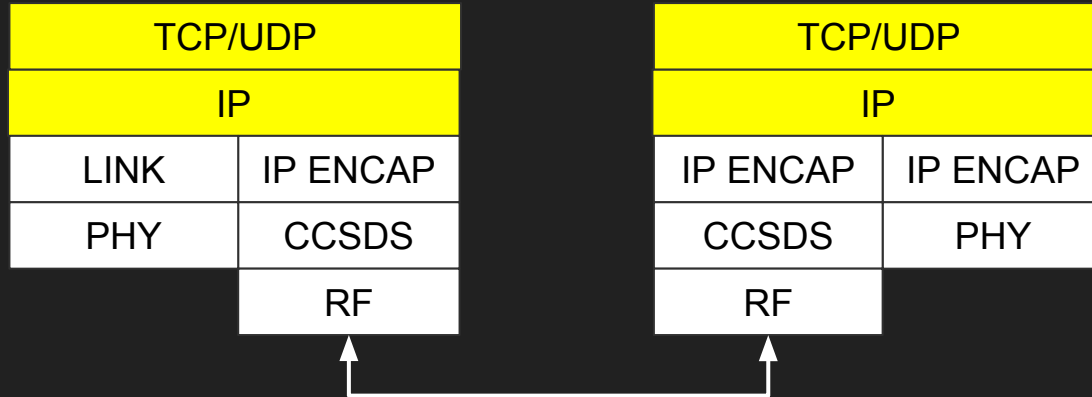 TCP/UDP
IP
LINK IP ENCAP
PHY CCSDS
RF
TCP/UDP
IP
IP ENCAP IP ENCAP
CCSDS PHY
RF